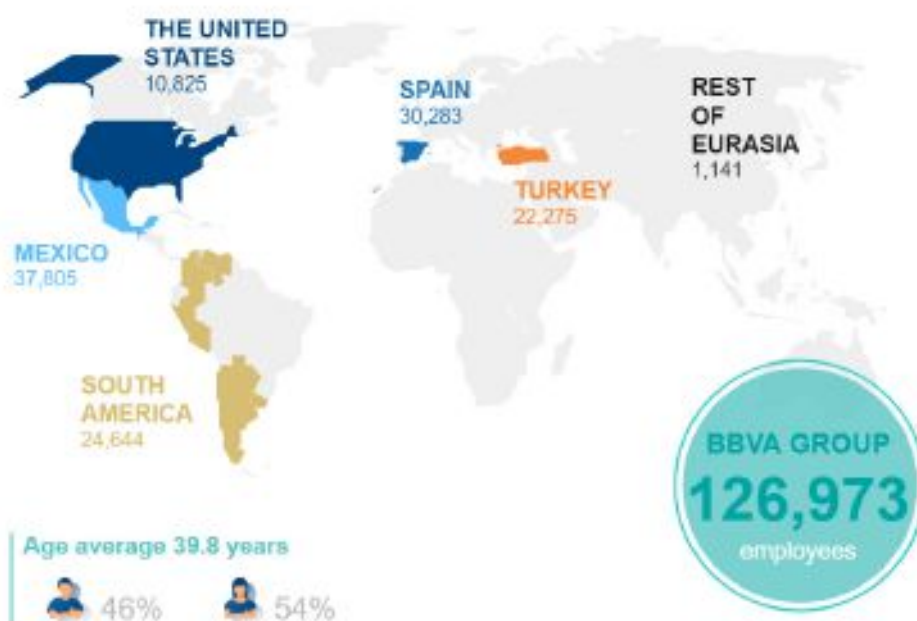 THE UNITED
STATES
10,825
SPAIN
30,283
REST
OF
EURASIA
1,141
TURKEY
22,275
MEXICO
37,805
SOUTH
AMERICA
24,644
BBVA GROUP
126,973
employees
Age average 39.8 years
46%
54%